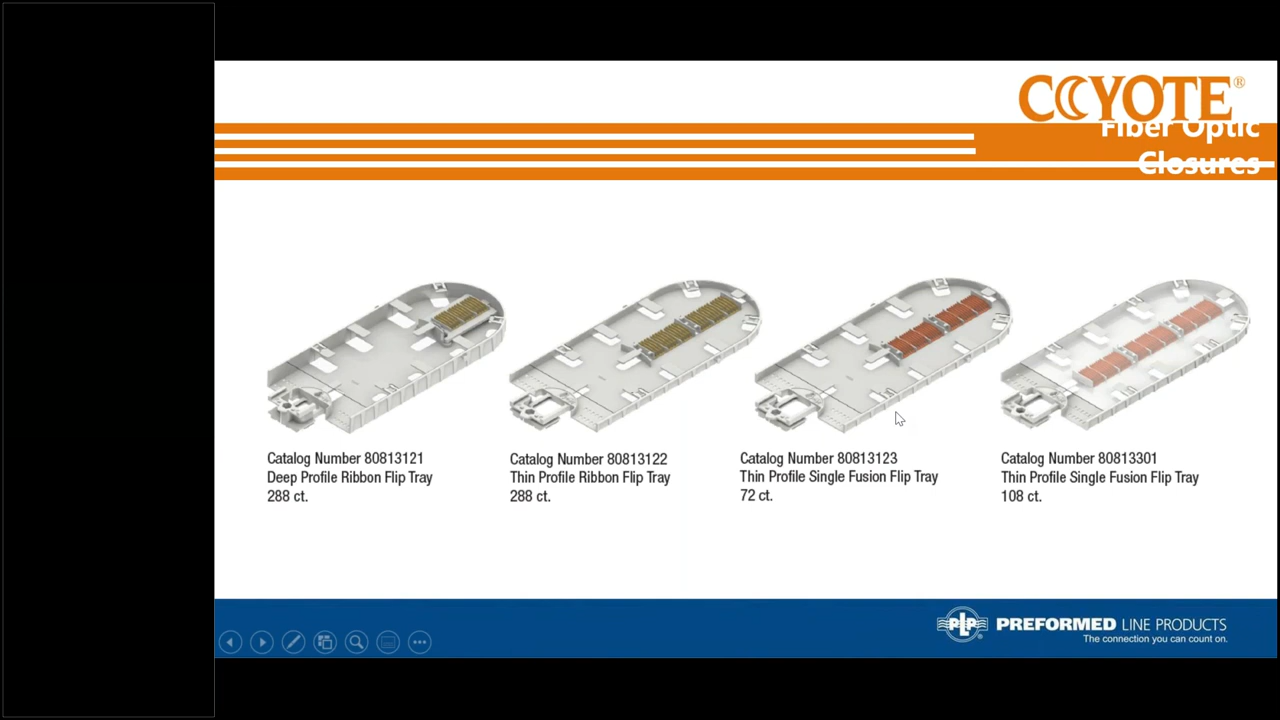 COYOTE®
Fiber Optic
Closures
Catalog Number 80813121
Deep Profile Ribbon Flip Tray
288 ct.
Catalog Number 80813122
Thin Profile Ribbon Flip Tray
288 ct.
Catalog Number 80813123
Thin Profile Single Fusion Flip Tray
72 ct.
Catalog Number 80813301
Thin Profile Single Fusion Flip Tray
108 ct.
PLP®
PREFORMED LINE PRODUCTS
The connection you can count on.